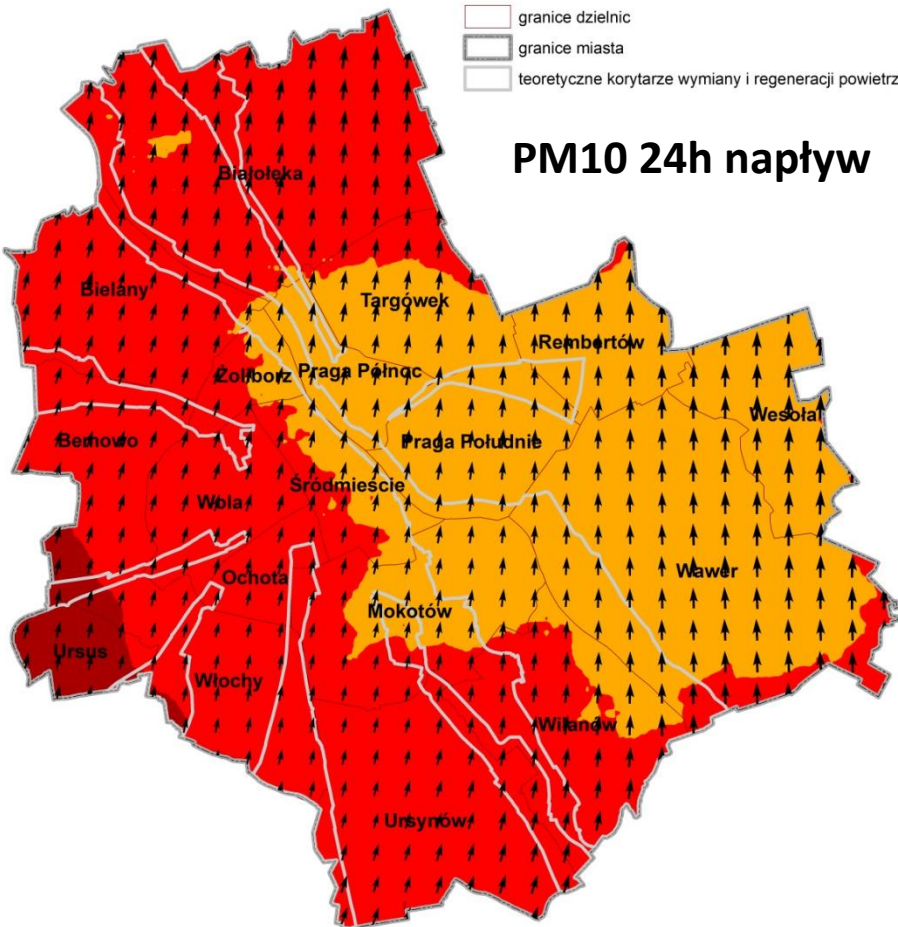 granice dzielnic
granice miasta
teoretyczne korytarze wymiany i regeneracji powietrz
PM10 24h napływ
Białołęka
Bielany
Targówek
Rembertów
Żoliborz
Praga Północ
Wesoła
Bemowo
Praga Południe
Śródmieście
Wola
Ochota
Wawer
Mokotów
Ursus
Włochy
Wilanów
Ursynów